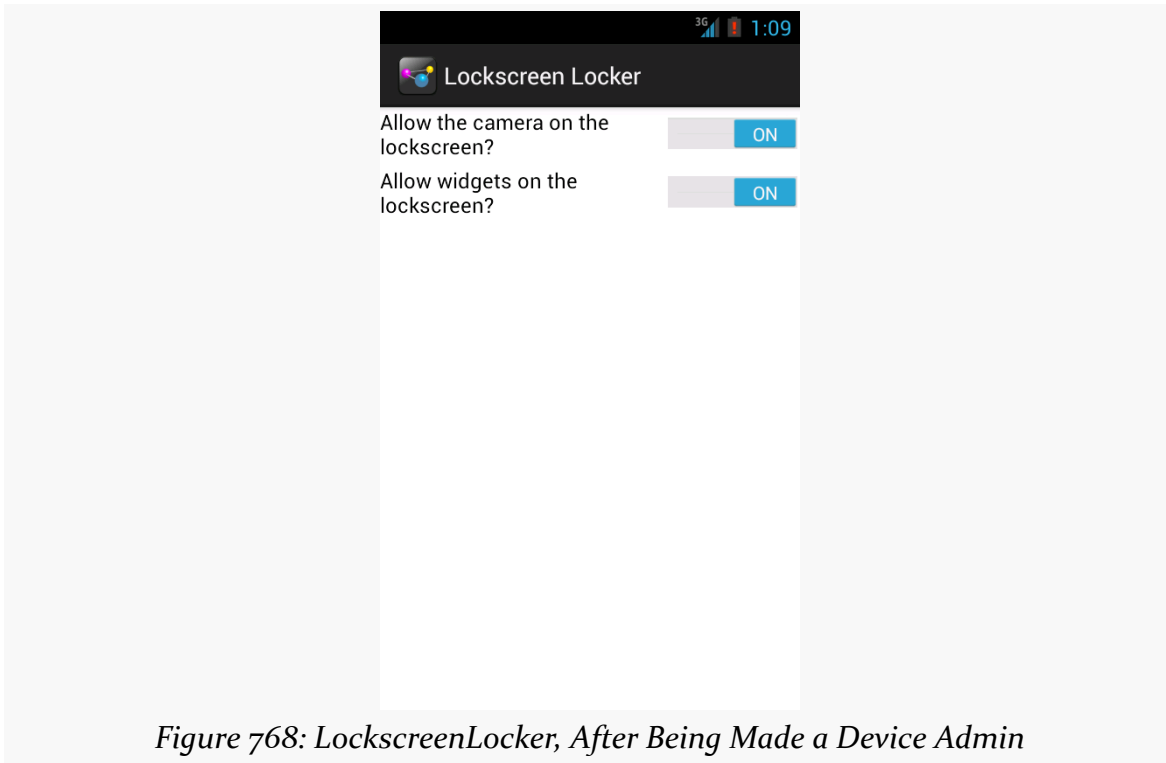 3G 1:09
Lockscreen Locker
Allow the camera on the
lockscreen?
ON
Allow widgets on the
lockscreen?
ON
Figure 768: LockscreenLocker, After Being Made a Device Admin